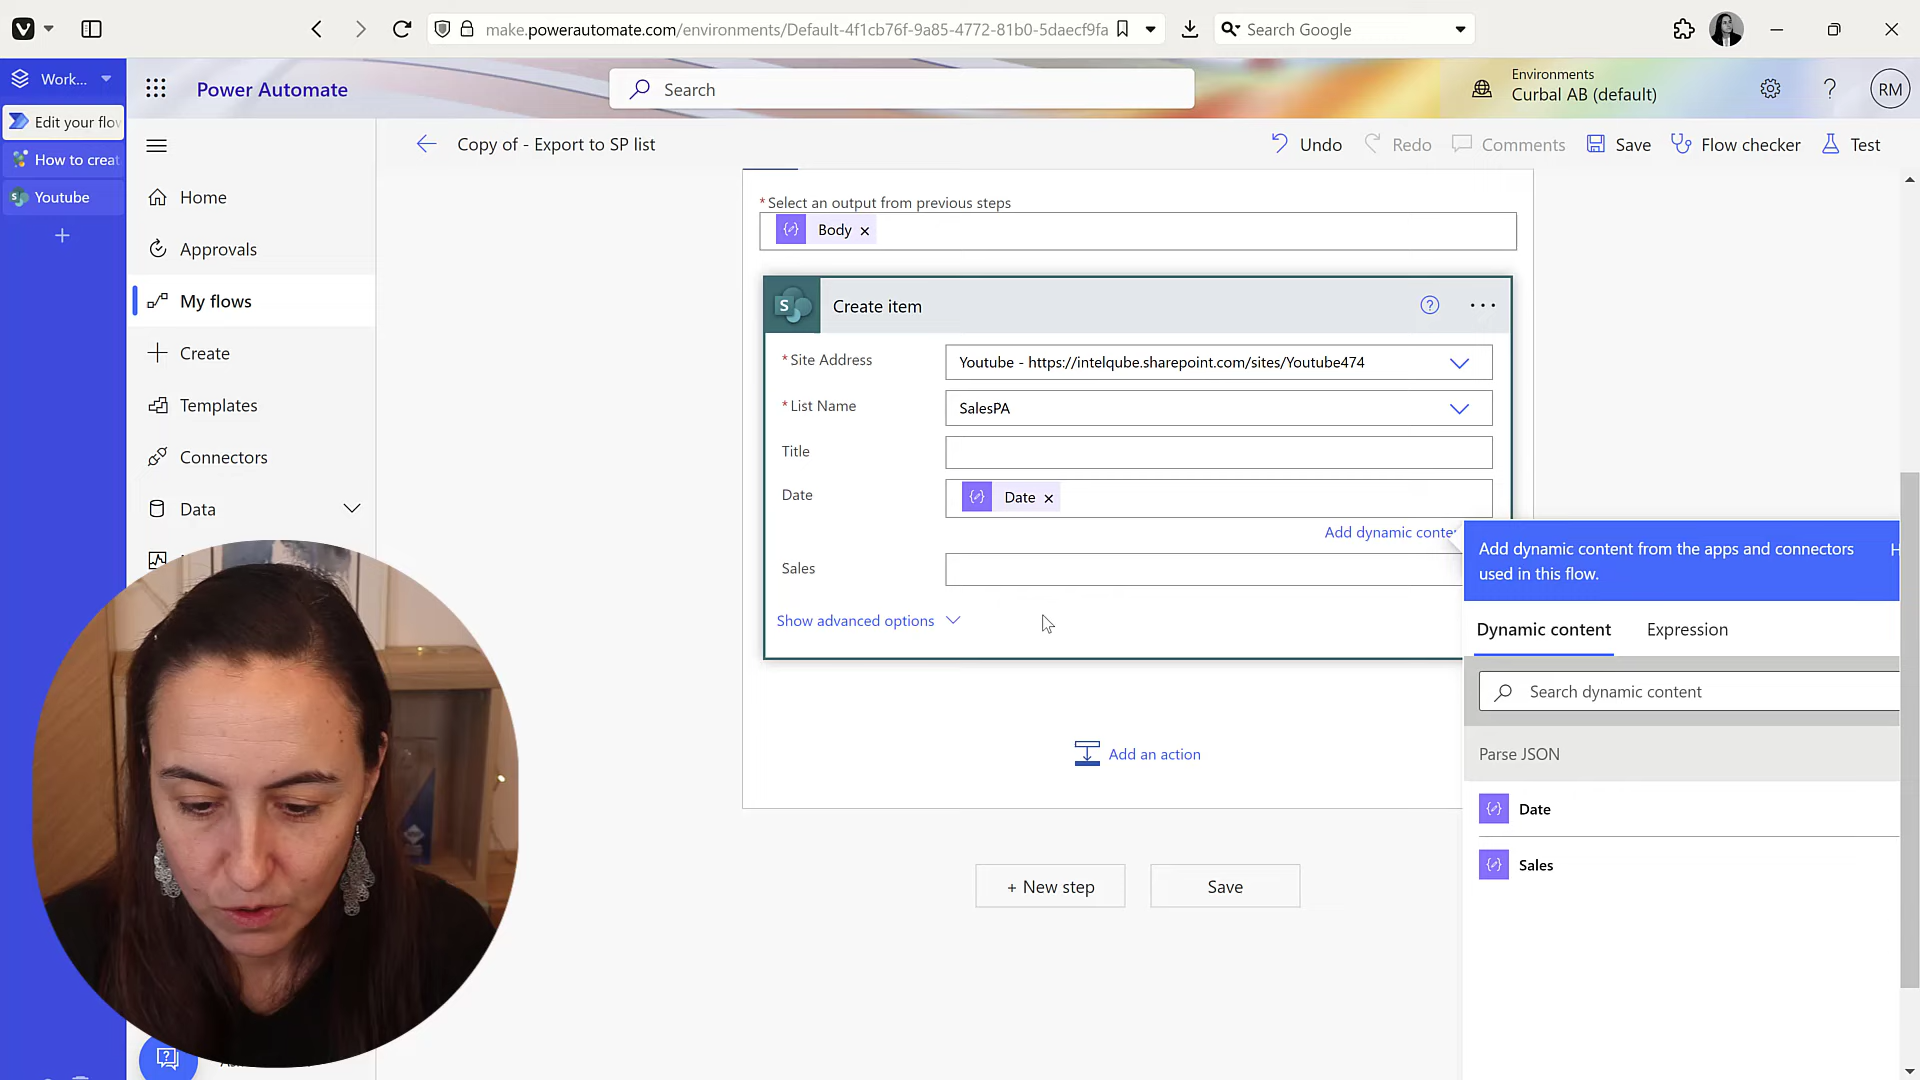 Work...
make.powerautomate.com/environments/Default-4f1cb76f-9a85-4772-81b0-5daecf9fa
Search Google
Edit your flo
How to creat
Youtube
Power Automate
Search
Environments
Curbal AB (default)
RM
Copy of - Export to SP list
Undo
Redo
Comments
Save
Flow checker
Test
Home
Approvals
My flows
Create
Templates
Connectors
Data
* Select an output from previous steps
Body
Create item
* Site Address
Youtube - https://intelqube.sharepoint.com/sites/Youtube474
* List Name
SalesPA
Title
Date
Date
Add dynamic conte
Sales
Show advanced options
Add an action
+ New step
Save
Add dynamic content from the apps and connectors
used in this flow.
Dynamic content
Expression
Search dynamic content
Parse JSON
Date
Sales